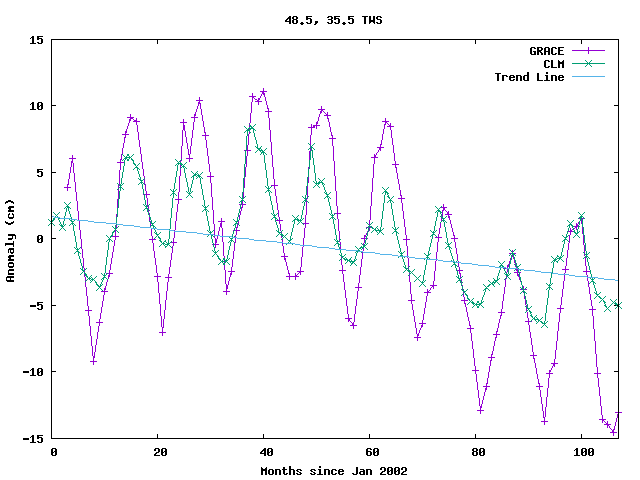 48.5, 35.5 TWS
GRACE
CLM
Trend Line
Anomaly (cm)
15
10
5
0
-5
-10
-15
0 20 40 60 80 100
Months since Jan 2002